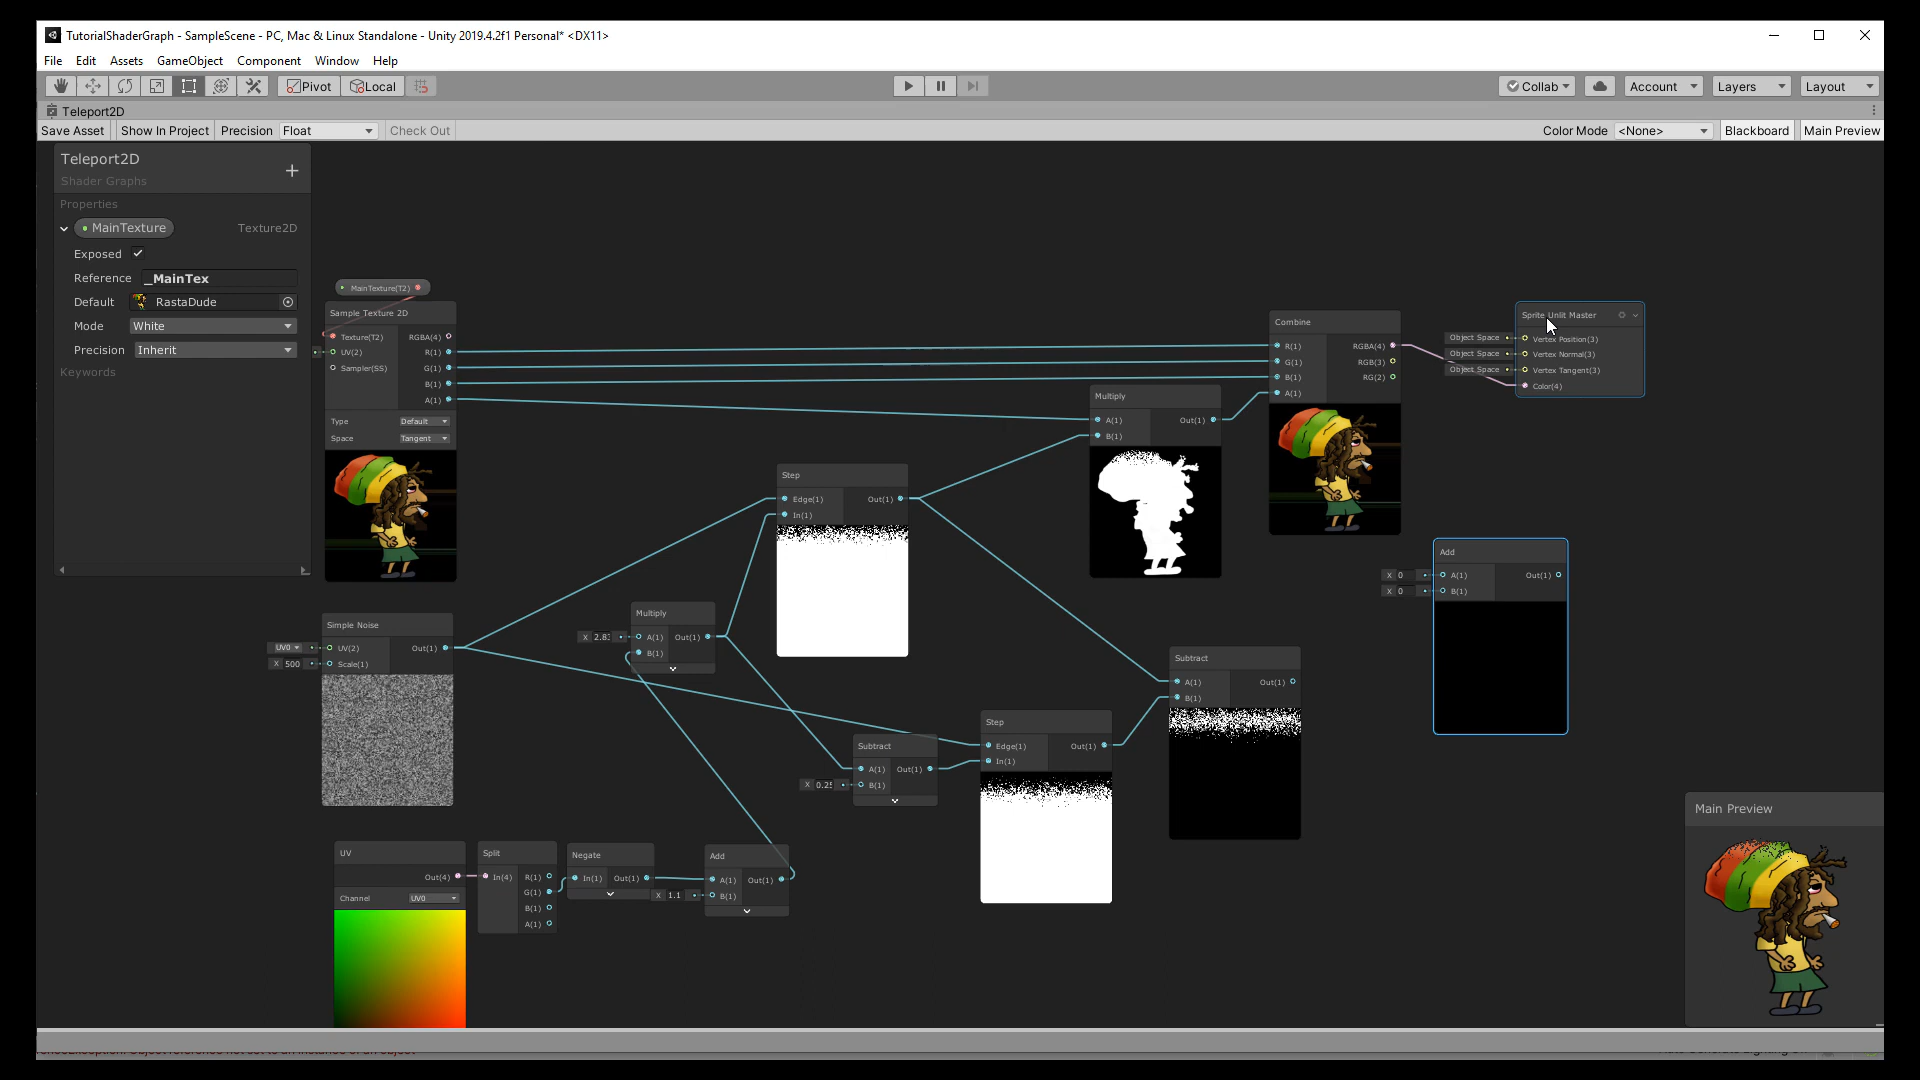 TutorialShaderGraph - SampleScene - PC, Mac & Linux Standalone - Unity 2019.4.2f1 Personal* <DX11>
File Edit Assets GameObject Component Window Help
Pivot Local Collab Account Layers Layout
Teleport2D
Save Asset Show In Project Precision Float Check Out Color Mode <None> Blackboard Main Preview
Teleport2D
Shader Graphs
Properties
MainTexture Texture2D
Exposed
Reference _MainTex
Default RastaDude
Mode White
Precision Inherit
Keywords
MainTexture(T2)
Sample Texture 2D
Texture(T2) RGBA(4)
UV(2) R(1)
Sampler(SS) G(1)
B(1)
A(1)
Type Default
Space Tangent
Combine
R(1) RGBA(4)
G(1) RGB(3)
B(1) RG(2)
A(1)
Sprite Unlit Master
Object Space Vertex Position(3)
Object Space Vertex Normal(3)
Object Space Vertex Tangent(3)
Color(4)
Multiply
A(1) Out(1)
B(1)
Step
Edge(1) Out(1)
In(1)
Add
X 0 A(1) Out(1)
X 0 B(1)
Simple Noise
UV0 UV(2) Out(1)
X 500 Scale(1)
Multiply
X 2.8 A(1) Out(1)
B(1)
Subtract
A(1) Out(1)
B(1)
Step
Edge(1) Out(1)
In(1)
Subtract
A(1) Out(1)
X 0.25 B(1)
UV
Out(4)
Channel UV0
Split
In(4) R(1)
G(1)
B(1)
A(1)
Negate
In(1) Out(1)
Add
A(1) Out(1)
X 1.1 B(1)
Main Preview